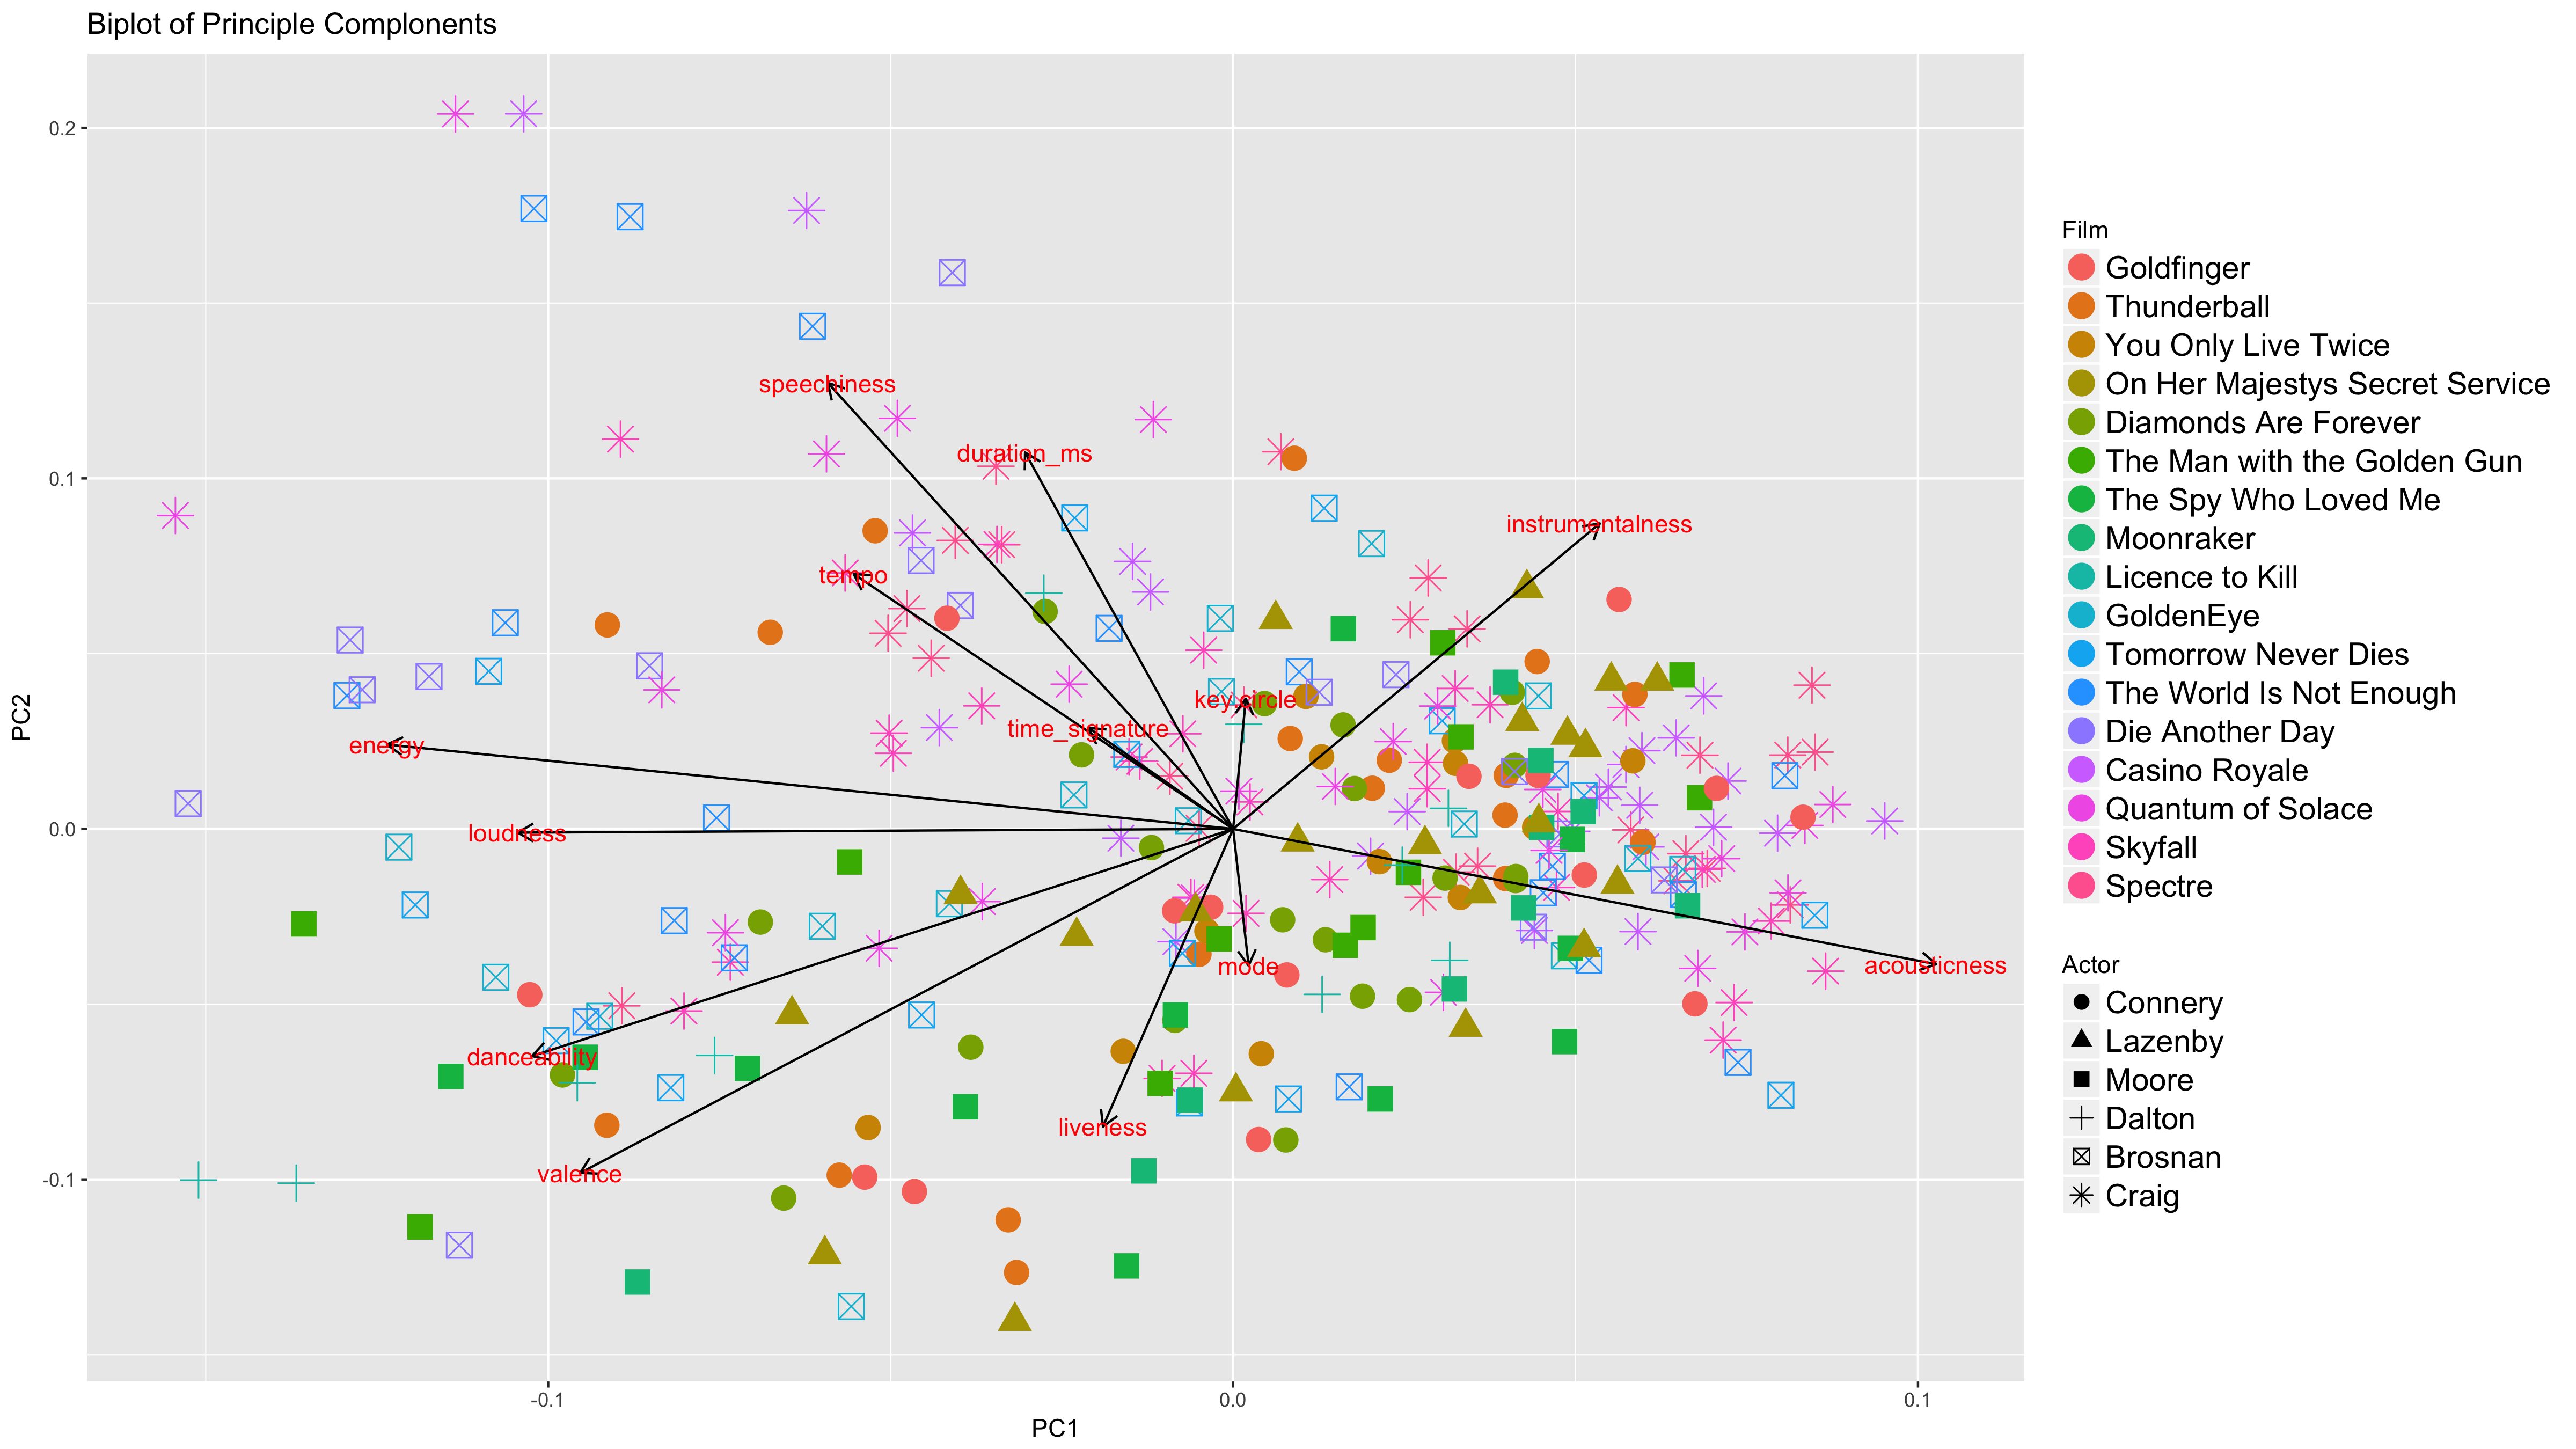 Biplot of Principle Complonents
PC2
0.2
0.1
0.0
-0.1
speechiness
duration_ms
instrumentalness
tempo
key.circle
time_signature
energy
loudness
mode
acousticness
danceability
liveness
valence
-0.1
0.0
0.1
PC1
Film
Goldfinger
Thunderball
You Only Live Twice
On Her Majestys Secret Service
Diamonds Are Forever
The Man with the Golden Gun
The Spy Who Loved Me
Moonraker
Licence to Kill
GoldenEye
Tomorrow Never Dies
The World Is Not Enough
Die Another Day
Casino Royale
Quantum of Solace
Skyfall
Spectre
Actor
Connery
Lazenby
Moore
Dalton
Brosnan
Craig